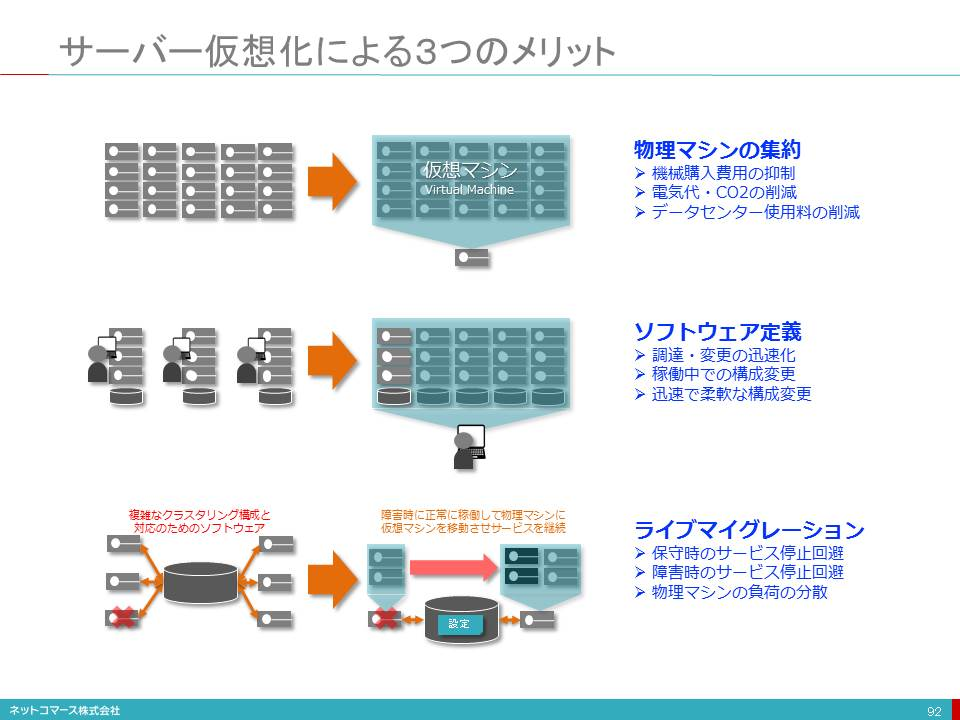 サーバー仮想化による3つのメリット
仮想マシン
Virtual Machine
物理マシンの集約
➢ 機械購入費用の抑制
➢ 電気代・CO2の削減
➢ データセンター使用料の削減
ソフトウェア定義
➢ 調達・変更の迅速化
➢ 稼働中での構成変更
➢ 迅速で柔軟な構成変更
複雑なクラスタリング構成と
対応のためのソフトウェア
障害時に正常に稼働して物理マシンに
仮想マシンを移動させサービスを継続
設定
ライブマイグレーション
➢ 保守時のサービス停止回避
➢ 障害時のサービス停止回避
➢ 物理マシンの負荷の分散
ネットコマース株式会社
92